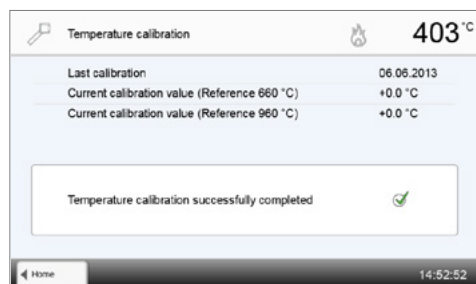 Temperature calibration 403°C
Last calibration 06.06.2013
Current calibration value (Reference 660 °C) +0.0 °C
Current calibration value (Reference 960 °C) +0.0 °C
Temperature calibration successfully completed
Home 14:52:52